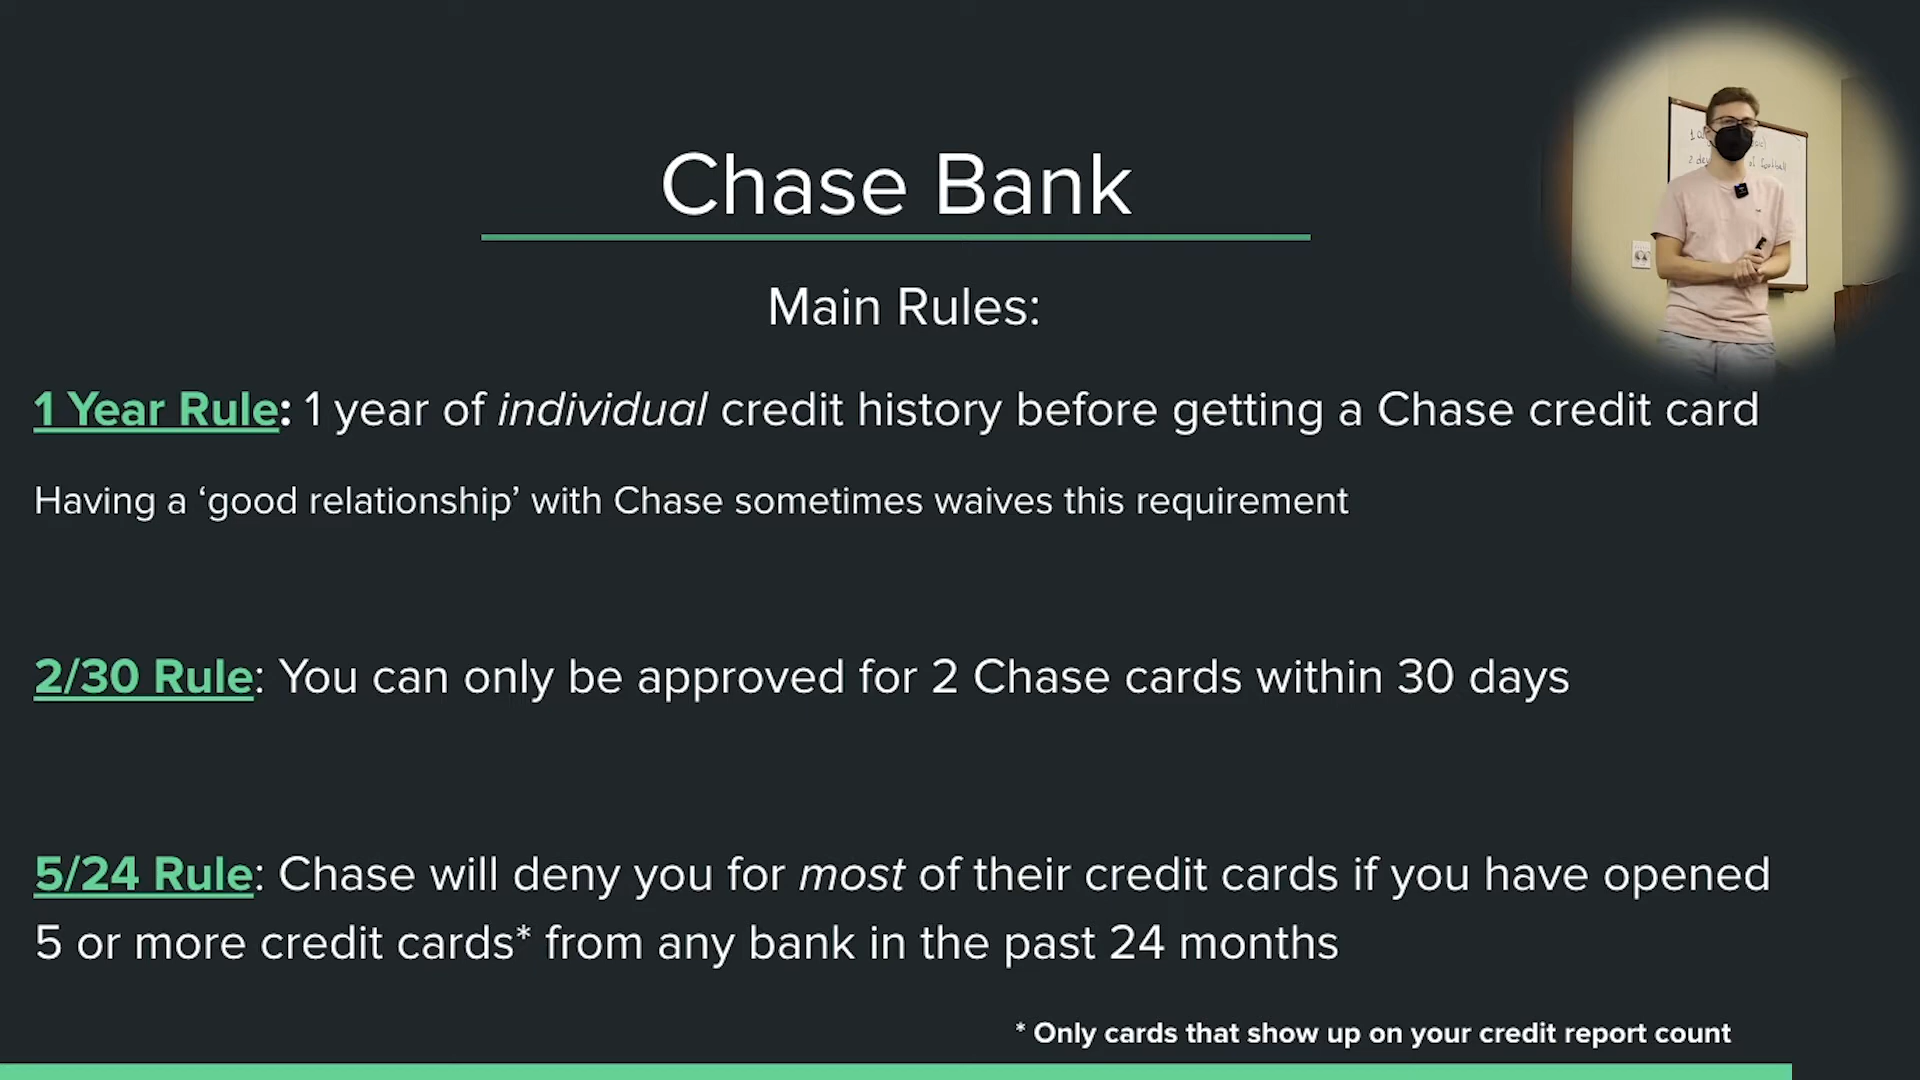 Chase Bank
Main Rules:
1 Year Rule: 1 year of individual credit history before getting a Chase credit card
Having a ‘good relationship’ with Chase sometimes waives this requirement
2/30 Rule: You can only be approved for 2 Chase cards within 30 days
5/24 Rule: Chase will deny you for most of their credit cards if you have opened
5 or more credit cards* from any bank in the past 24 months
* Only cards that show up on your credit report count